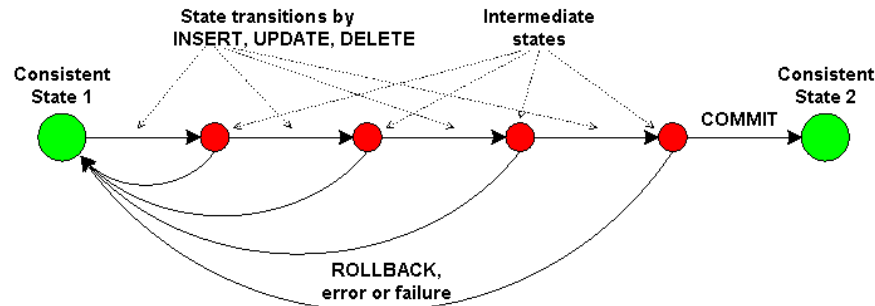 State transitions by
INSERT, UPDATE, DELETE
Intermediate
states
Consistent
State 1
Consistent
State 2
COMMIT
ROLLBACK,
error or failure